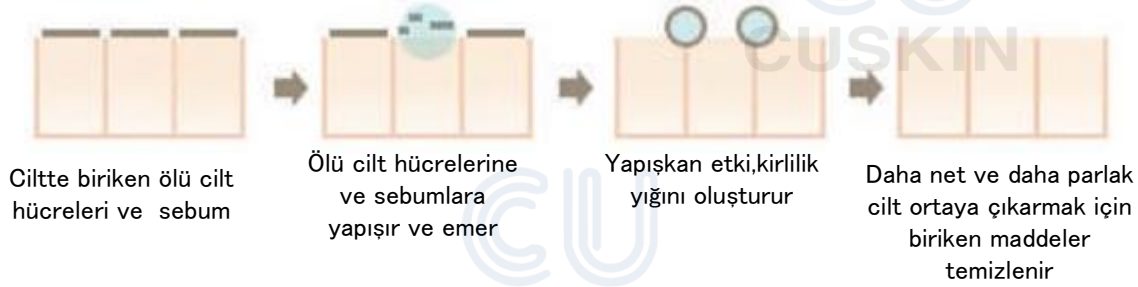 CUSKIN
Ciltte biriken ölü cilt
hücreleri ve sebum
Ölü cilt hücrelerine
ve sebumlara
yapışır ve emer
Yapışkan etki,kirlilik
yığını oluşturur
Daha net ve daha parlak
cilt ortaya çıkarmak için
biriken maddeler
temizlenir
CU